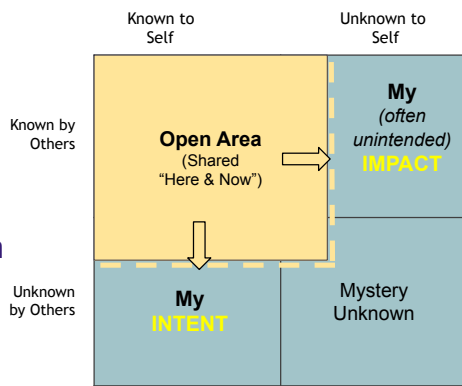 Known to
Self
Unknown
to Self
Known by
Others
Open Area
(Shared
“Here & Now”)
My
(often
unintended)
IMPACT
Unknown
by Others
My
INTENT
Mystery
Unknown